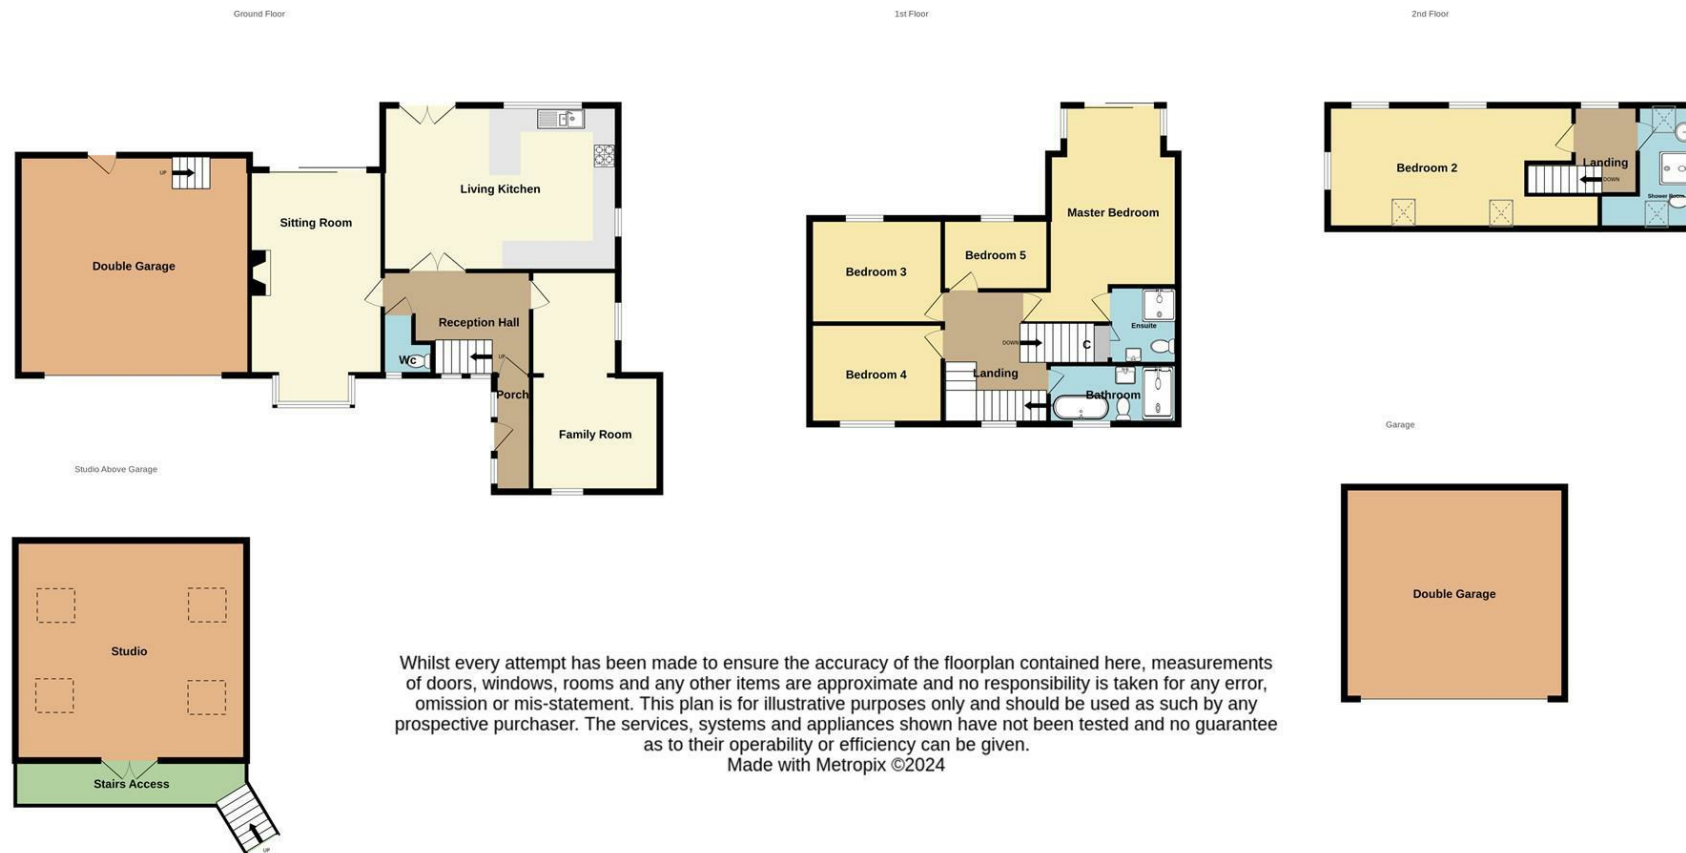 Ground Floor
1st Floor
2nd Floor
Double Garage
UP
Sitting Room
Living Kitchen
Reception Hall
UP
Wc
Porch
Family Room
Master Bedroom
Bedroom 3
Bedroom 5
Bedroom 4
Ensuite
DOWN
C
Landing
Bathroom
Bedroom 2
Landing
DOWN
Shower Room
Studio Above Garage
Studio
Stairs Access
UP
Garage
Double Garage
Whilst every attempt has been made to ensure the accuracy of the floorplan contained here, measurements
of doors, windows, rooms and any other items are approximate and no responsibility is taken for any error,
omission or mis-statement. This plan is for illustrative purposes only and should be used as such by any
prospective purchaser. The services, systems and appliances shown have not been tested and no guarantee
as to their operability or efficiency can be given.
Made with Metropix ©2024